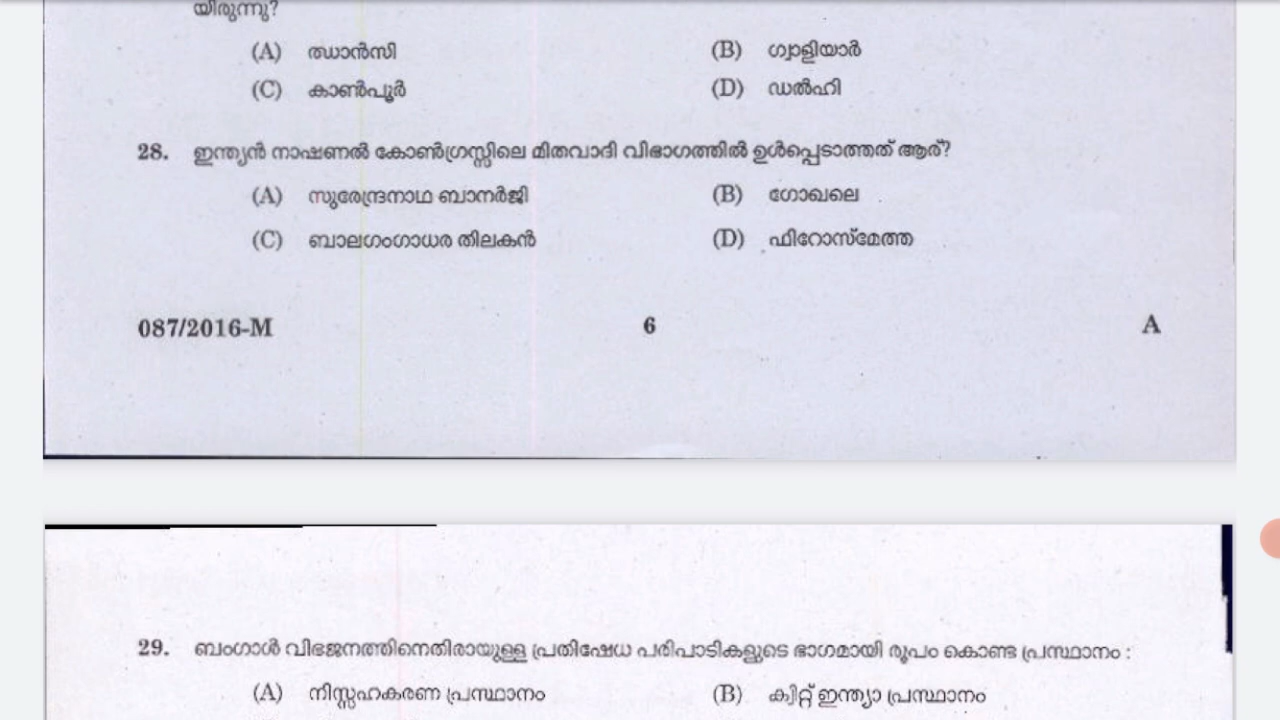 യിരുന്നു?
(A) ഝാൻസി (B) ഗ്വാളിയാർ
(C) കാൺപൂർ (D) ഡൽഹി
28. ഇന്ത്യൻ നാഷണൽ കോൺഗ്രസ്സിലെ മിതവാദി വിഭാഗത്തിൽ ഉൾപ്പെടാത്തത് ആര്?
(A) സുരേന്ദ്രനാഥ ബാനർജി (B) ഗോഖലെ
(C) ബാലഗംഗാധര തിലകൻ (D) ഫിറോസ്മേത്ത
087/2016-M 6 A
29. ബംഗാൾ വിഭജനത്തിനെതിരായുള്ള പ്രതിഷേധ പരിപാടികളുടെ ഭാഗമായി രൂപം കൊണ്ട പ്രസ്ഥാനം :
(A) നിസ്സഹകരണ പ്രസ്ഥാനം (B) ക്വിറ്റ് ഇന്ത്യാ പ്രസ്ഥാനം